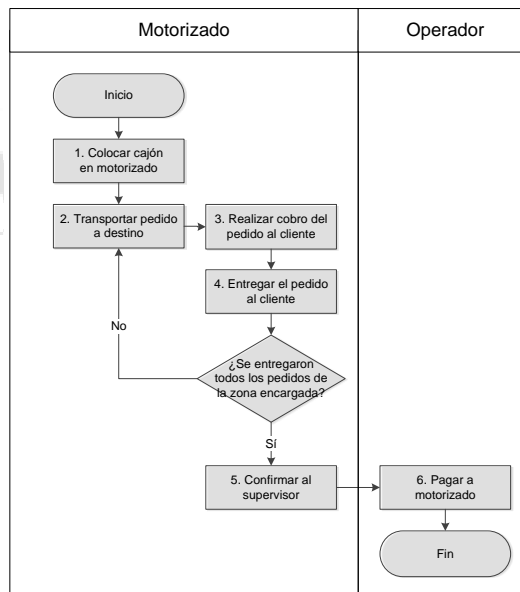 Motorizado
Operador
Inicio
1. Colocar cajón
en motorizado
2. Transportar pedido
a destino
3. Realizar cobro del
pedido al cliente
4. Entregar el pedido
al cliente
No
¿Se entregaron
todos los pedidos de
la zona encargada?
Sí
5. Confirmar al
supervisor
6. Pagar a
motorizado
Fin